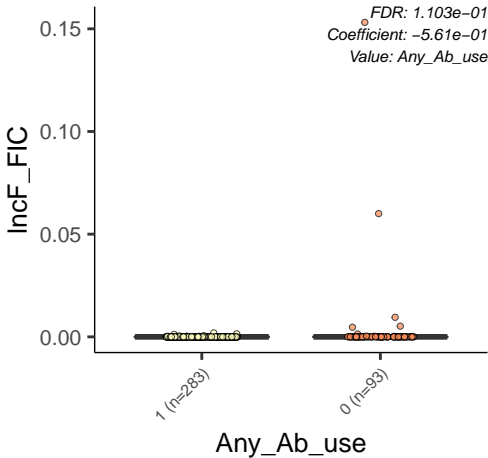 FDR: 1.103e−01
Coefficient: −5.61e−01
Value: Any_Ab_use
IncF_FIC
0.15
0.10
0.05
0.00
1 (n=283)
0 (n=93)
Any_Ab_use